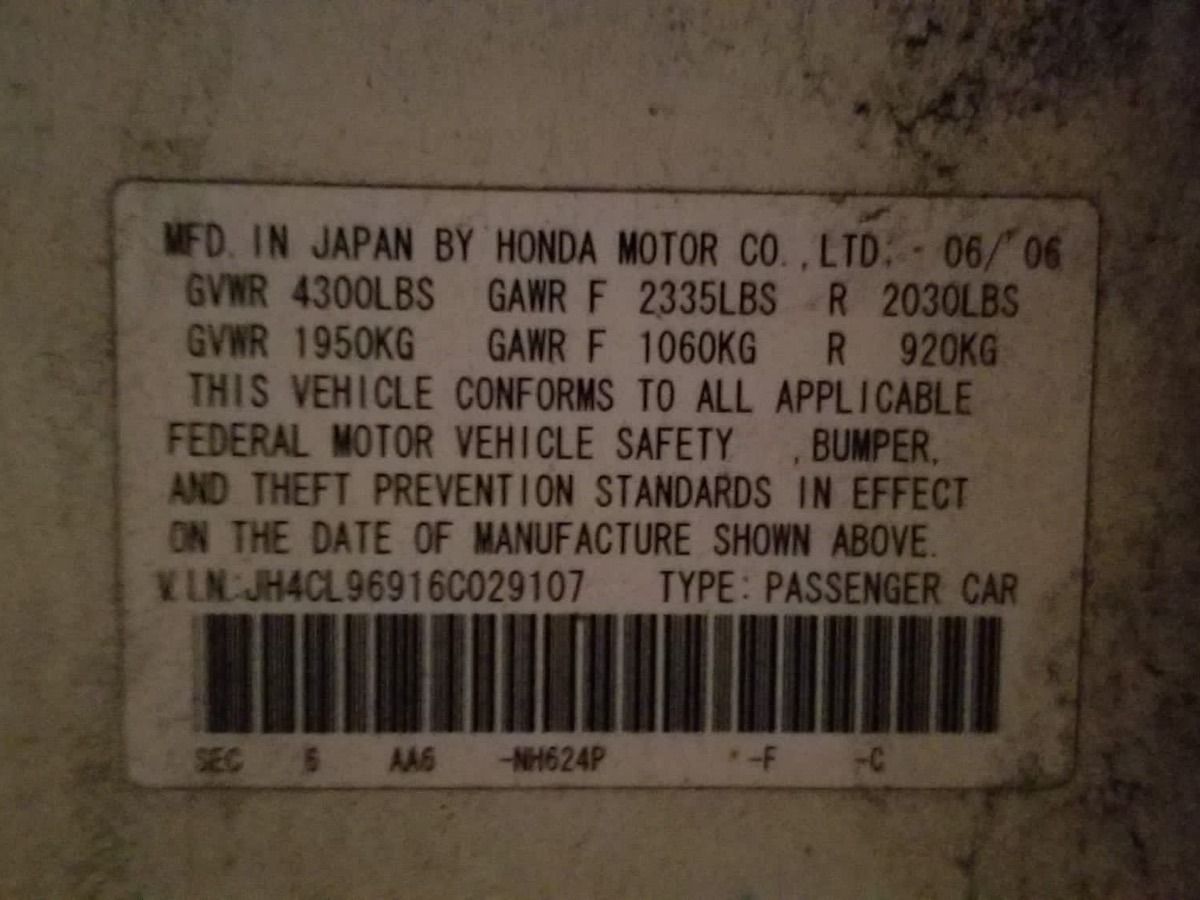 MFD. IN JAPAN BY HONDA MOTOR CO.,LTD. 06/ 06
GVWR 4300LBS GAWR F 2335LBS R 2030LBS
GVWR 1950KG GAWR F 1060KG R 920KG
THIS VEHICLE CONFORMS TO ALL APPLICABLE
FEDERAL MOTOR VEHICLE SAFETY ,BUMPER,
AND THEFT PREVENTION STANDARDS IN EFFECT
ON THE DATE OF MANUFACTURE SHOWN ABOVE.
V.I.N.:JH4CL96916C029107 TYPE: PASSENGER CAR
SEC 6 AA6 -NH624P -F -C